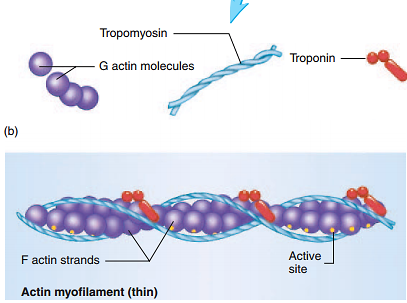 Tropomyosin
G actin molecules
Troponin
(b)
F actin strands
Active
site
Actin myofilament (thin)